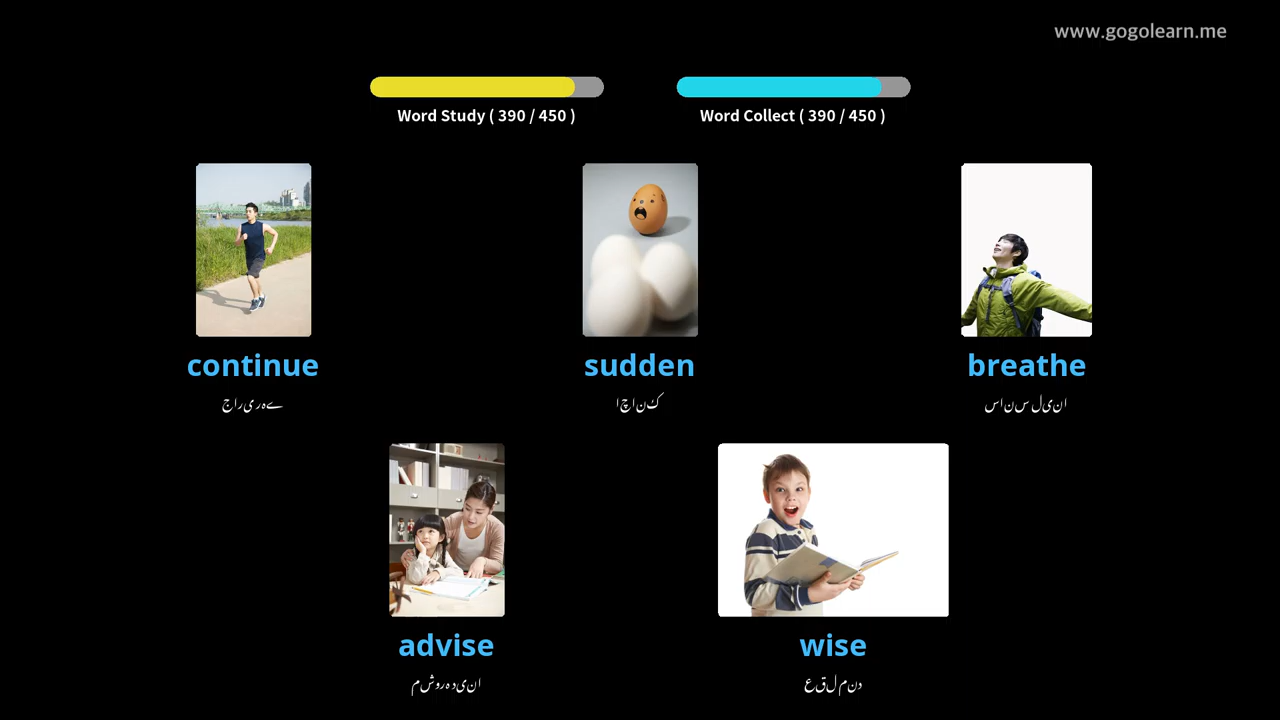 www.gogolearn.me
Word Study ( 390 / 450 )
Word Collect ( 390 / 450 )
continue
sudden
breathe
جاری رہے
اچانک
سانس لینا
advise
wise
مشورہ دینا
عقلمند